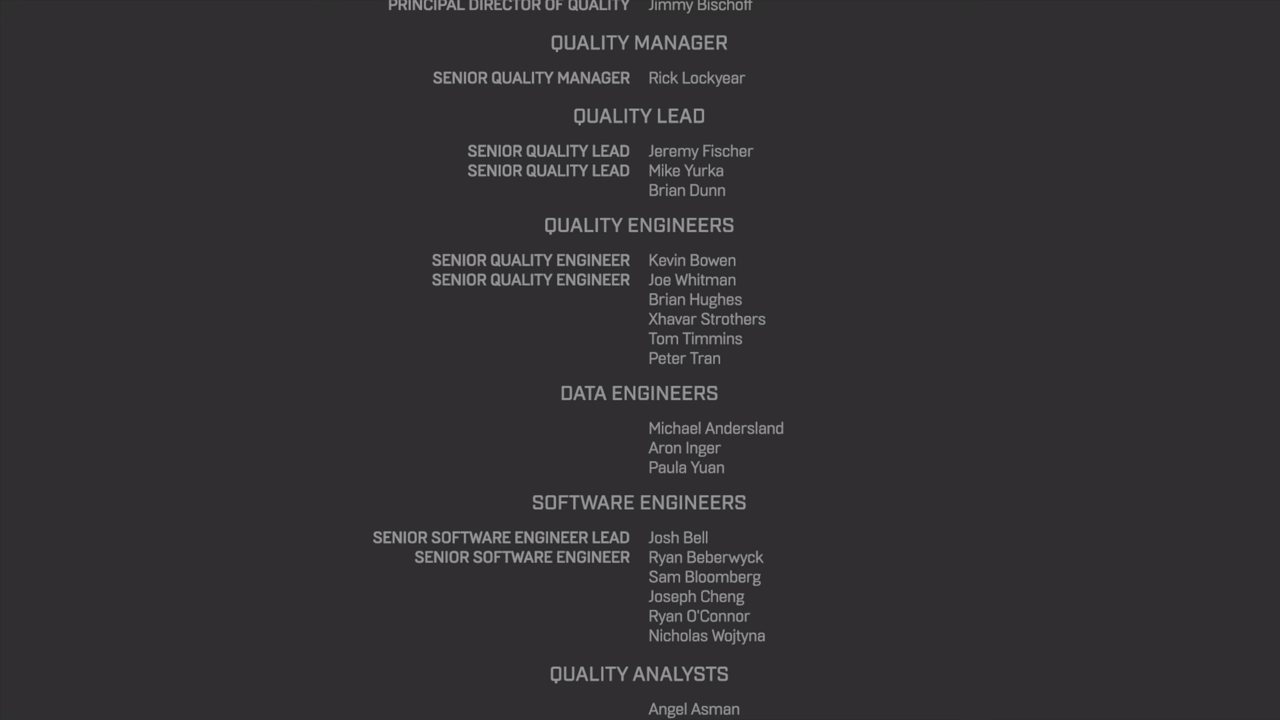 PRINCIPAL DIRECTOR OF QUALITY Jimmy Bischoff
QUALITY MANAGER
SENIOR QUALITY MANAGER Rick Lockyear
QUALITY LEAD
SENIOR QUALITY LEAD Jeremy Fischer
SENIOR QUALITY LEAD Mike Yurka
Brian Dunn
QUALITY ENGINEERS
SENIOR QUALITY ENGINEER Kevin Bowen
SENIOR QUALITY ENGINEER Joe Whitman
Brian Hughes
Xhavar Strothers
Tom Timmins
Peter Tran
DATA ENGINEERS
Michael Andersland
Aron Inger
Paula Yuan
SOFTWARE ENGINEERS
SENIOR SOFTWARE ENGINEER LEAD Josh Bell
SENIOR SOFTWARE ENGINEER Ryan Beberwyck
Sam Bloomberg
Joseph Cheng
Ryan O'Connor
Nicholas Wojtyna
QUALITY ANALYSTS
Angel Asman